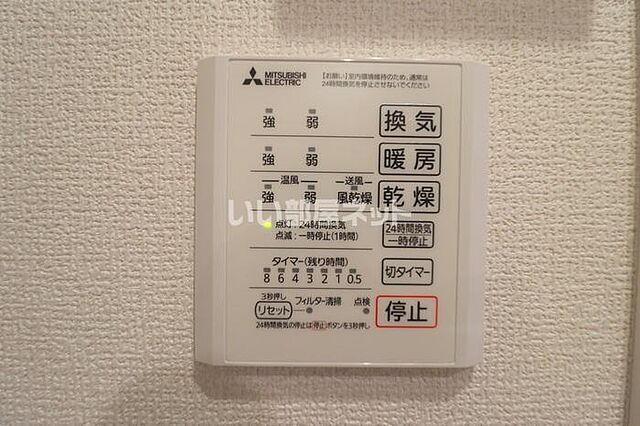 MITSUBISHI
ELECTRIC
【お願い】室内環境維持のため、通常は
24時間換気を停止させないでください
強 弱 換気
強 弱 暖房
温風 送風
強 弱 風乾燥 乾燥
いい部屋ネット
点灯：24時間換気
点滅：一時停止(1時間)
24時間換気
一時停止
タイマー(残り時間)
8 6 4 3 2 1 0.5
切タイマー
3秒押し
リセット フィルター清掃 点検
停止
24時間換気の停止は停止ボタンを3秒押し